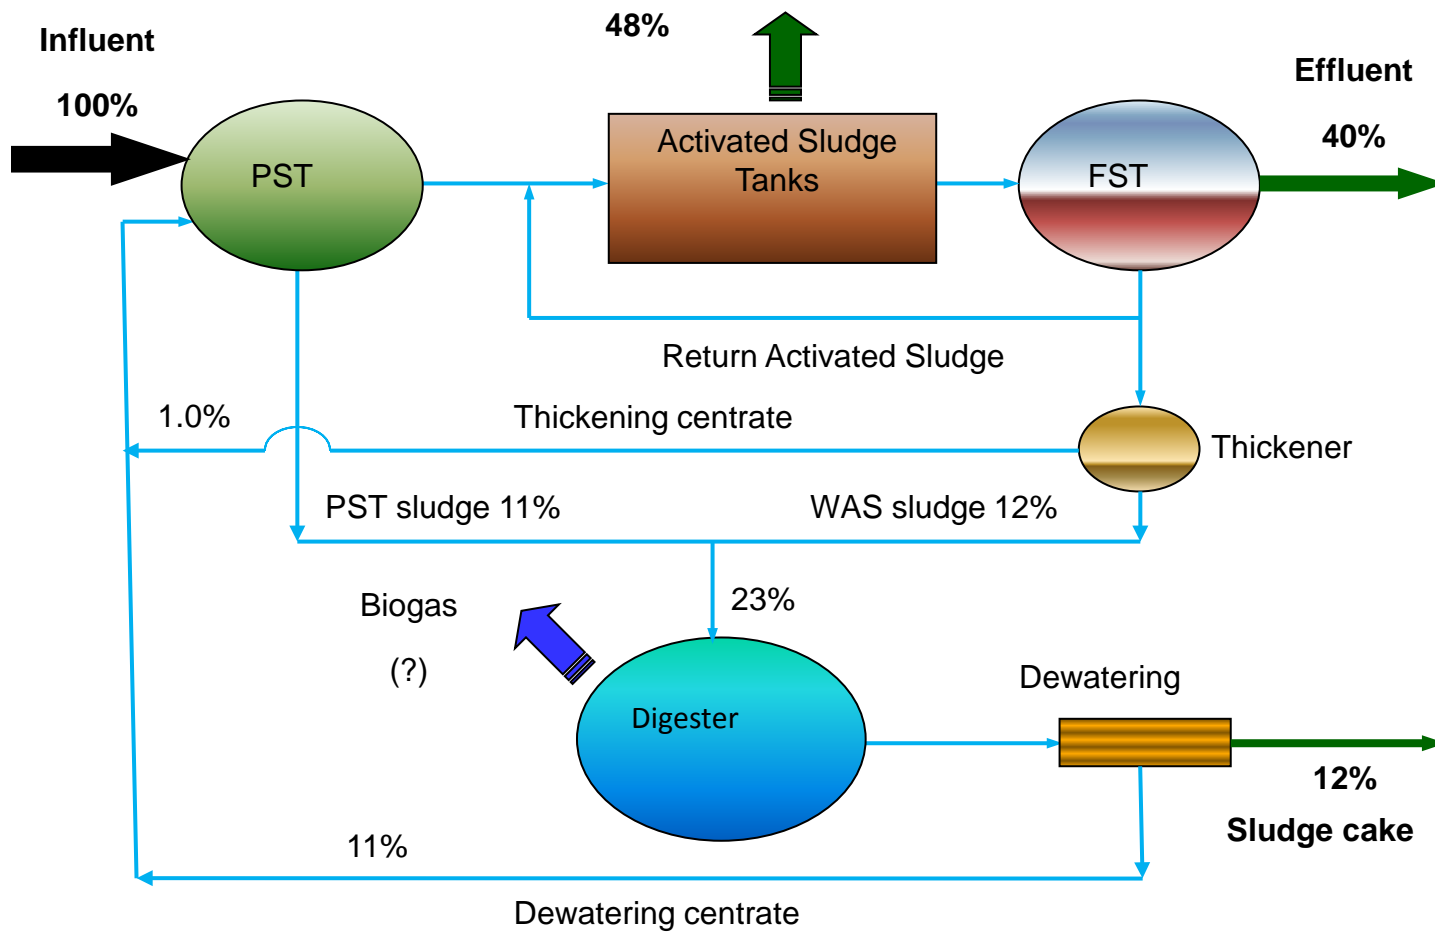 48%
Influent
100%
Effluent
40%
PST
Activated Sludge
Tanks
FST
Return Activated Sludge
1.0%
Thickening centrate
Thickener
PST sludge 11%
WAS sludge 12%
23%
Biogas
(?)
Digester
Dewatering
12%
Sludge cake
11%
Dewatering centrate